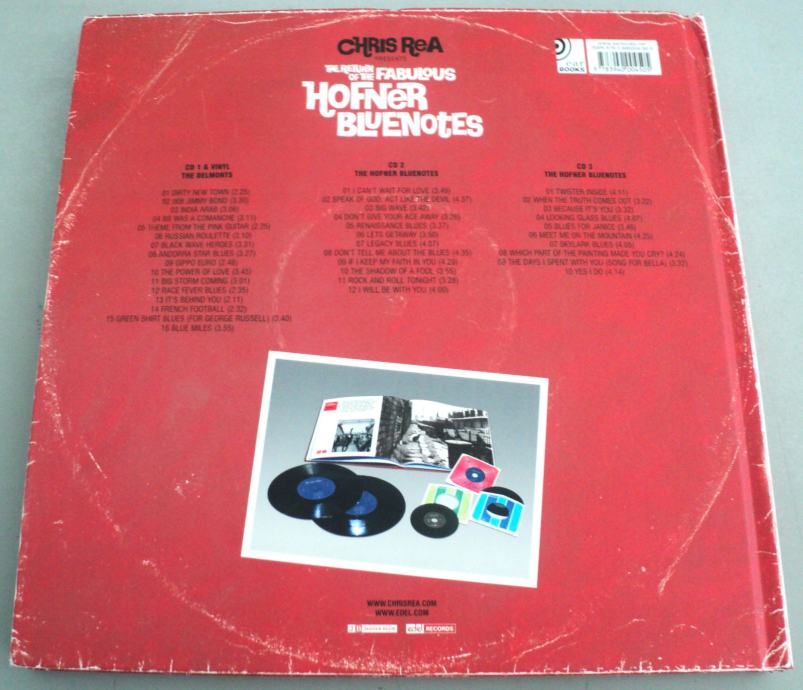 CHRIS ReA
PRESENTS
THE RETURN
OF THE FABULOUS
HOFNER
BLUENOTES
ear
BOOKS
CD 1 & VINYL
THE DELMONTS
01 DIRTY NEW TOWN (2.25)
02 008 JIMMY BOND (3.30)
03 INDIA ARAB (3.08)
04 BB WAS A COMANCHE (3.11)
05 THEME FROM THE PINK GUITAR (2.25)
06 RUSSIAN ROULETTE (3.10)
07 BLACK WAVE HEROES (3.31)
08 ANDORRA STAR BLUES (3.27)
09 GIPPO EURO (2.48)
10 THE POWER OF LOVE (3.45)
11 BIG STORM COMING (3.01)
12 RACE FEVER BLUES (2.35)
13 IT'S BEHIND YOU (2.11)
14 FRENCH FOOTBALL (2.32)
15 GREEN SHIRT BLUES (FOR GEORGE RUSSELL) (3.40)
16 BLUE MILES (3.55)
CD 2
THE HOFNER BLUENOTES
01 I CAN'T WAIT FOR LOVE (3.49)
02 SPEAK OF GOD, ACT LIKE THE DEVIL (4.37)
03 BIG WAVE (3.42)
04 DON'T GIVE YOUR ACE AWAY (3.26)
05 RENAISSANCE BLUES (3.37)
06 LETS GETAWAY (3.50)
07 LEGACY BLUES (4.07)
08 DON'T TELL ME ABOUT THE BLUES (4.35)
09 IF I KEEP MY FAITH IN YOU (4.29)
10 THE SHADOW OF A FOOL (3.55)
11 ROCK AND ROLL TONIGHT (3.28)
12 I WILL BE WITH YOU (4.00)
CD 3
THE HOFNER BLUENOTES
01 TWISTER INSIDE (4.11)
02 WHEN THE TRUTH COMES OUT (3.22)
03 BECAUSE IT'S YOU (3.32)
04 LOOKING GLASS BLUES (4.07)
05 BLUES FOR JANICE (3.46)
06 MEET ME ON THE MOUNTAIN (4.25)
07 SKYLARK BLUES (4.05)
08 WHICH PART OF THE PAINTING MADE YOU CRY? (4.24)
09 THE DAYS I SPENT WITH YOU (SONG FOR BELLA) (3.32)
10 YES I DO (4.14)
WWW.CHRISREA.COM
WWW.EDEL.COM
edel RECORDS